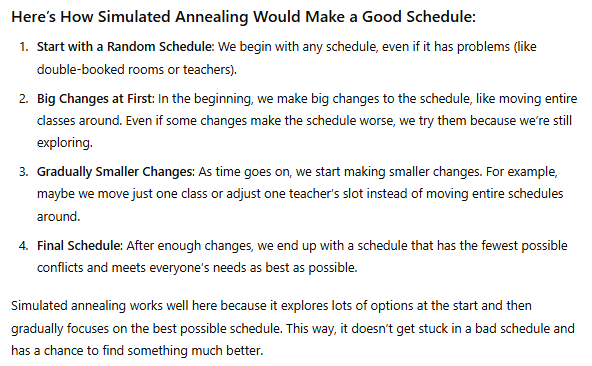 Here's How Simulated Annealing Would Make a Good Schedule:
1. Start with a Random Schedule: We begin with any schedule, even if it has problems (like
double-booked rooms or teachers).
2. Big Changes at First: In the beginning, we make big changes to the schedule, like moving entire
classes around. Even if some changes make the schedule worse, we try them because we're still
exploring.
3. Gradually Smaller Changes: As time goes on, we start making smaller changes. For example,
maybe we move just one class or adjust one teacher's slot instead of moving entire schedules
around.
4. Final Schedule: After enough changes, we end up with a schedule that has the fewest possible
conflicts and meets everyone's needs as best as possible.
Simulated annealing works well here because it explores lots of options at the start and then
gradually focuses on the best possible schedule. This way, it doesn't get stuck in a bad schedule and
has a chance to find something much better.